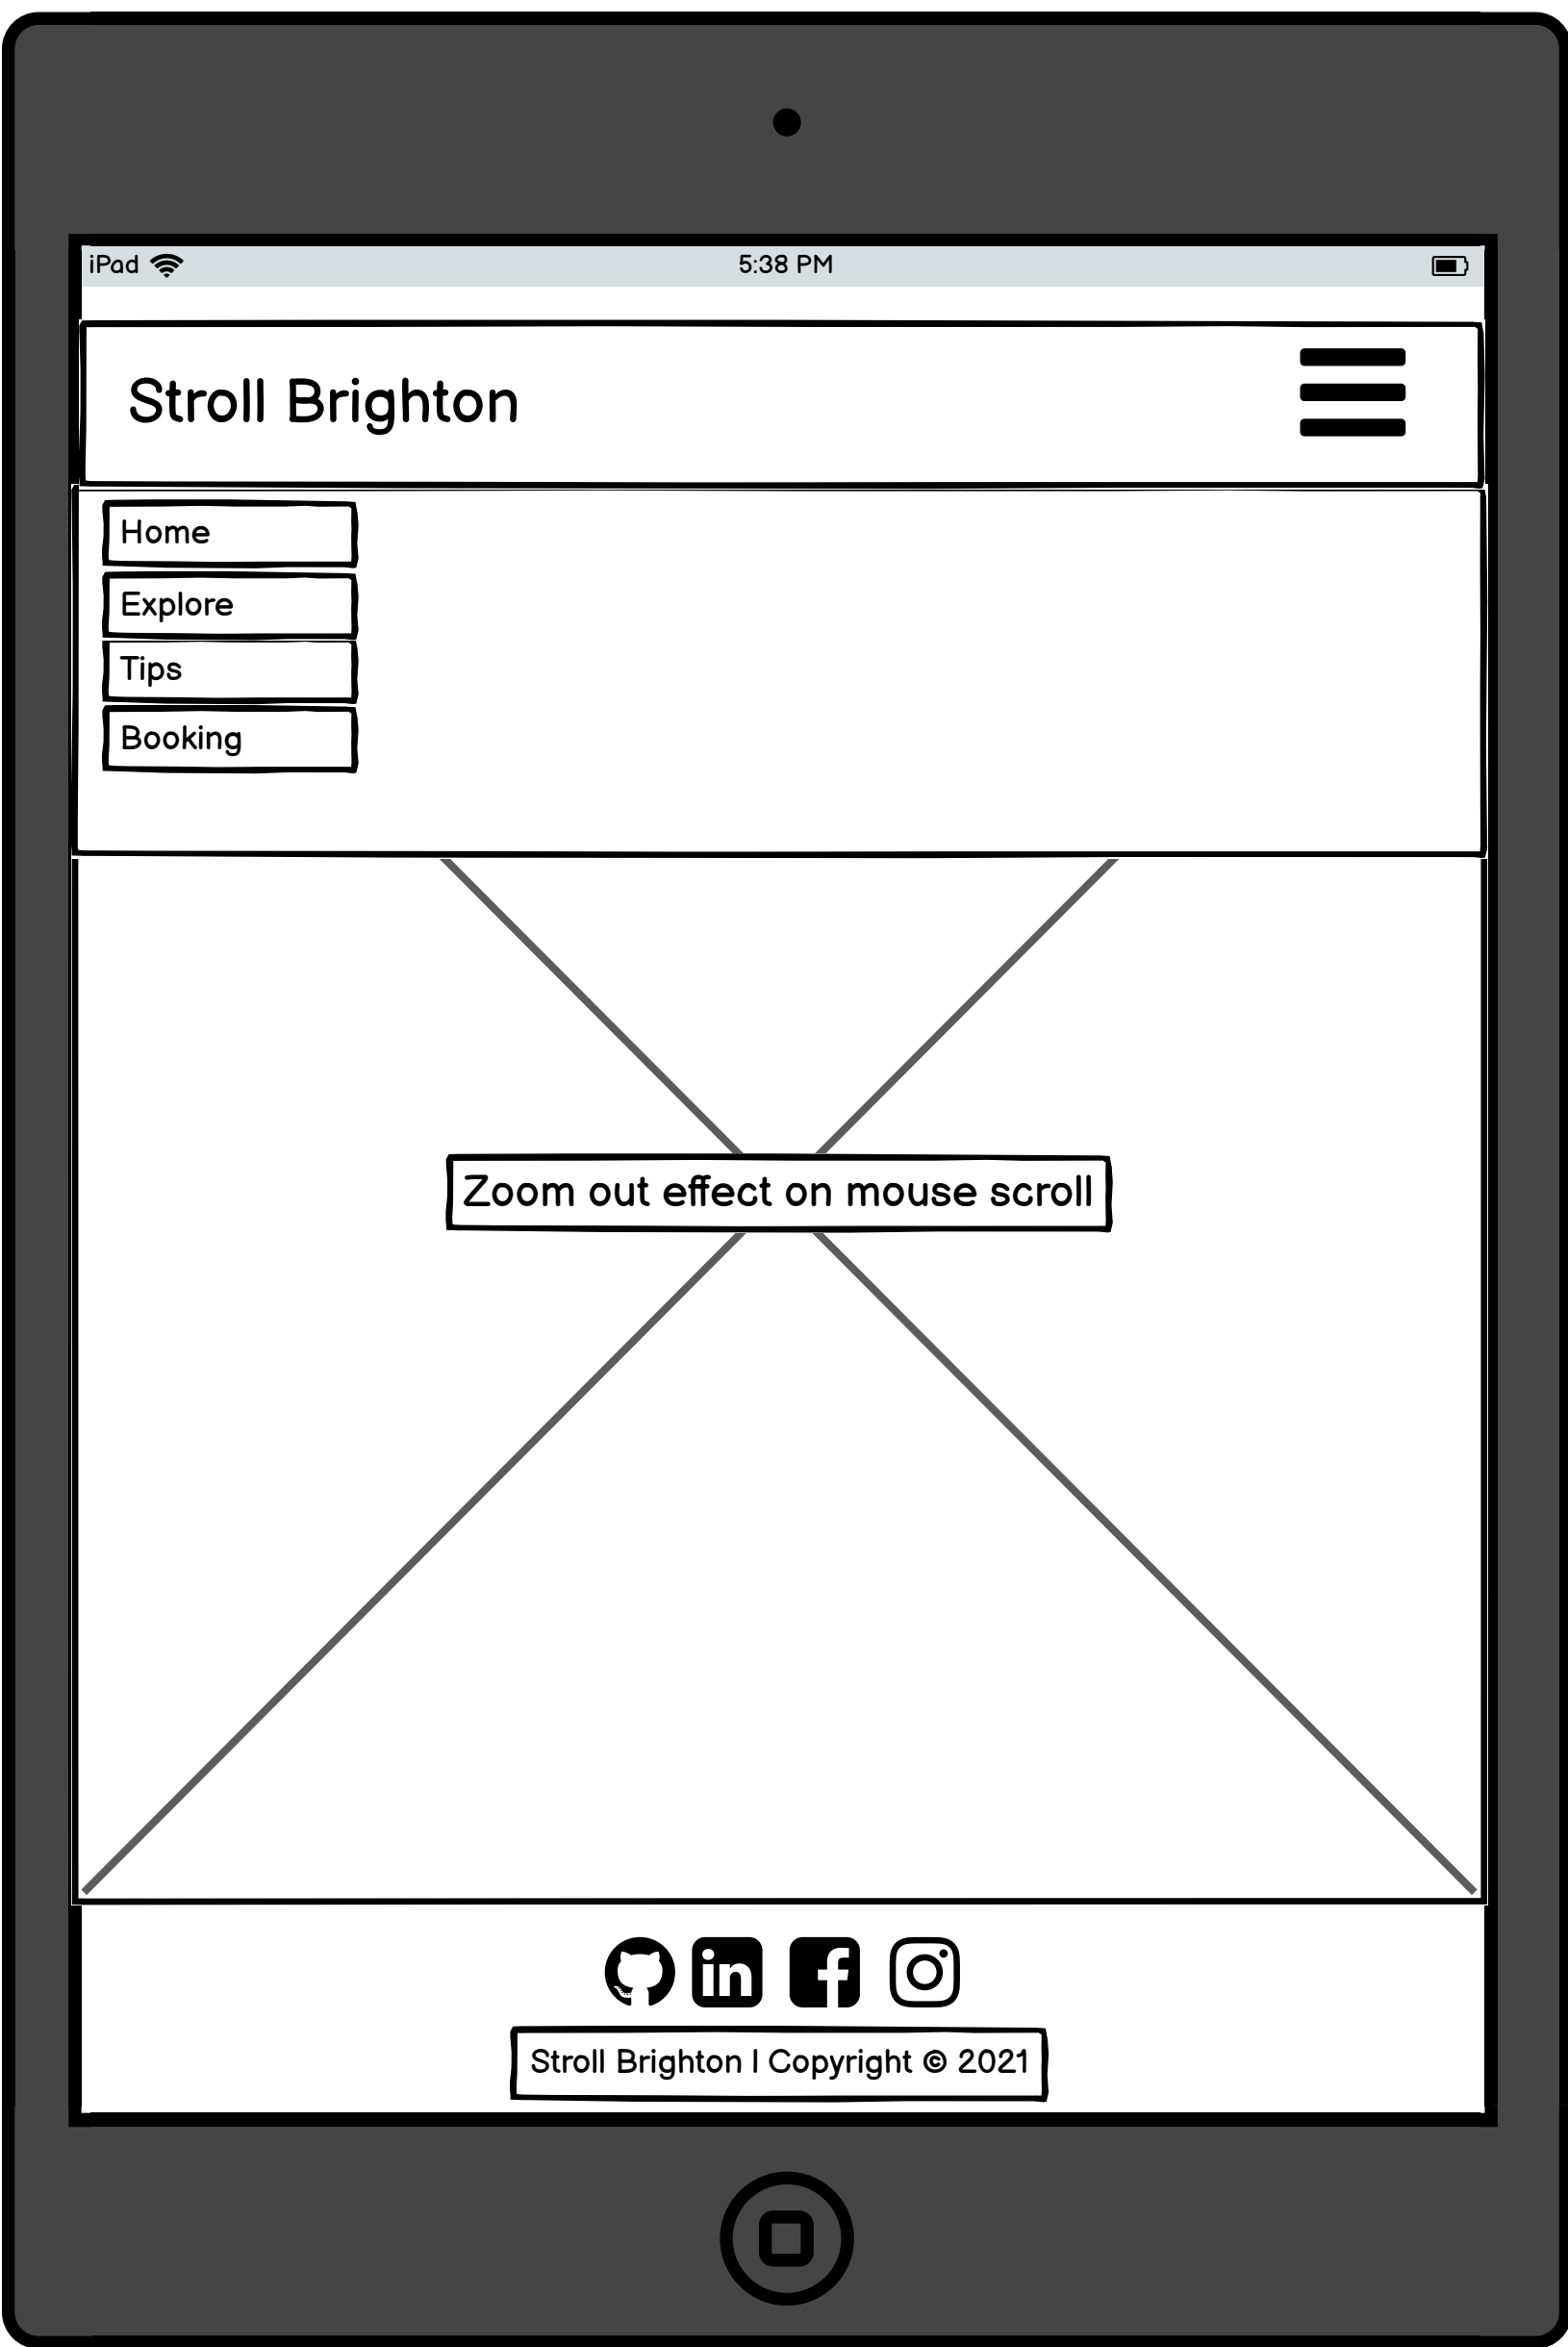 iPad 5:38 PM
Stroll Brighton
Home
Explore
Tips
Booking
Zoom out effect on mouse scroll
in f
Stroll Brighton | Copyright © 2021